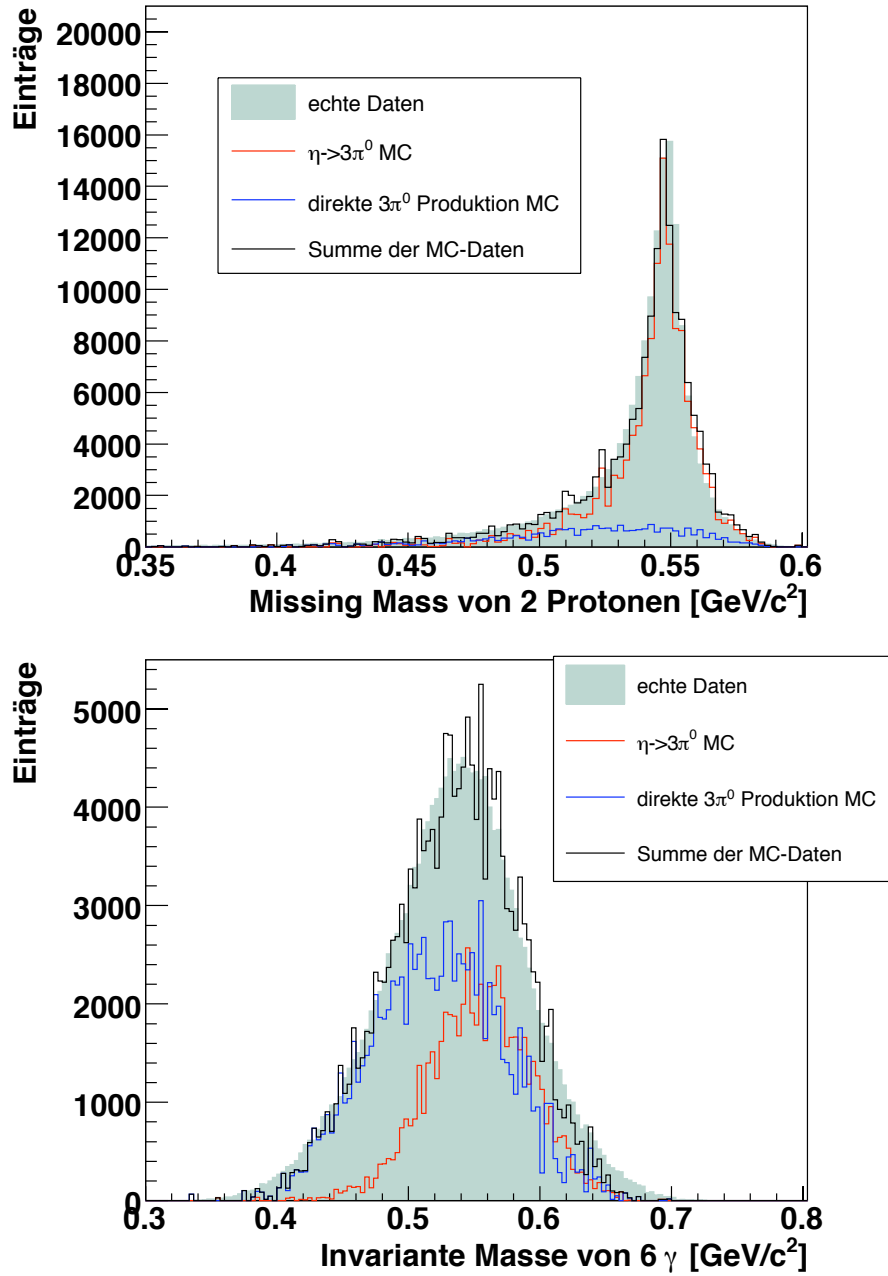 Einträge
20000
18000
16000
14000
12000
10000
8000
6000
4000
2000
0
echte Daten
η->3π⁰ MC
direkte 3π⁰ Produktion MC
Summe der MC-Daten
0.35 0.4 0.45 0.5 0.55 0.6
Missing Mass von 2 Protonen [GeV/c²]
Einträge
5000
4000
3000
2000
1000
0
echte Daten
η->3π⁰ MC
direkte 3π⁰ Produktion MC
Summe der MC-Daten
0.3 0.4 0.5 0.6 0.7 0.8
Invariante Masse von 6 γ [GeV/c²]